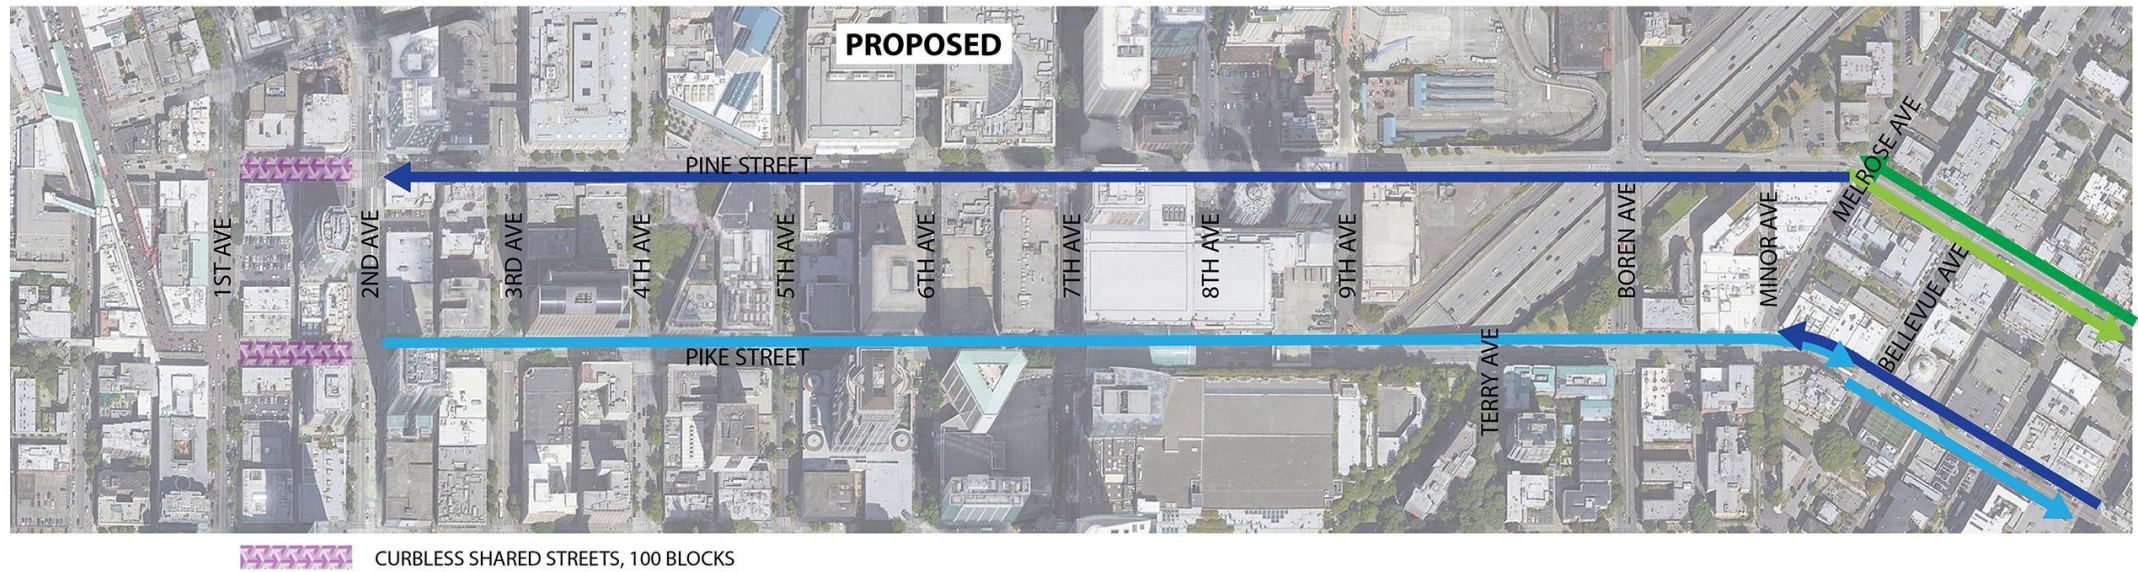 PROPOSED
PINE STREET
MELROSE AVE
1ST AVE
2ND AVE
3RD AVE
4TH AVE
5TH AVE
6TH AVE
7TH AVE
8TH AVE
9TH AVE
BOREN AVE
MINOR AVE
BELLEVUE AVE
PIKE STREET
TERRY AVE
CURBLESS SHARED STREETS, 100 BLOCKS